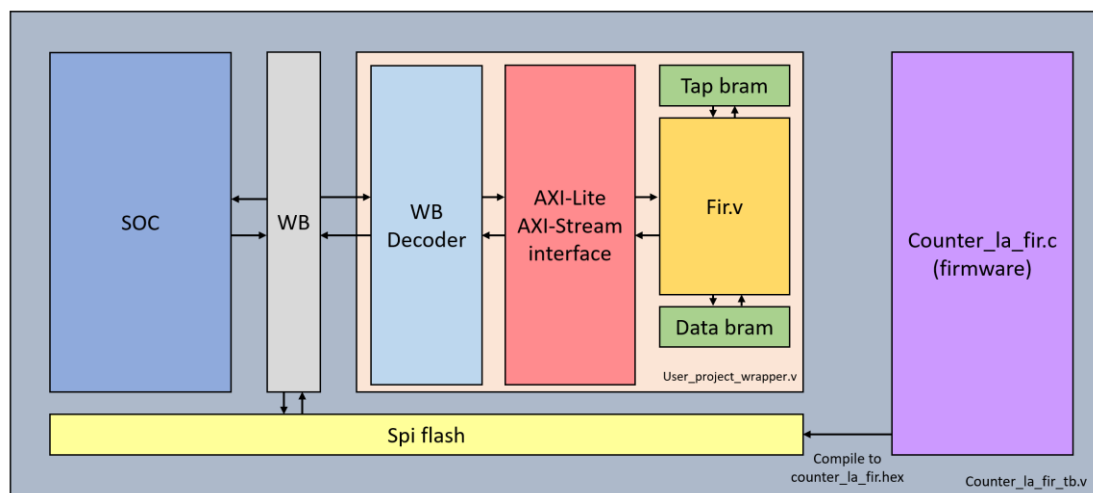 SOC
WB
WB
Decoder
AXI-Lite
AXI-Stream
interface
Tap bram
Fir.v
Data bram
User_project_wrapper.v
Counter_la_fir.c
(firmware)
Spi flash
Compile to
counter_la_fir.hex
Counter_la_fir_tb.v